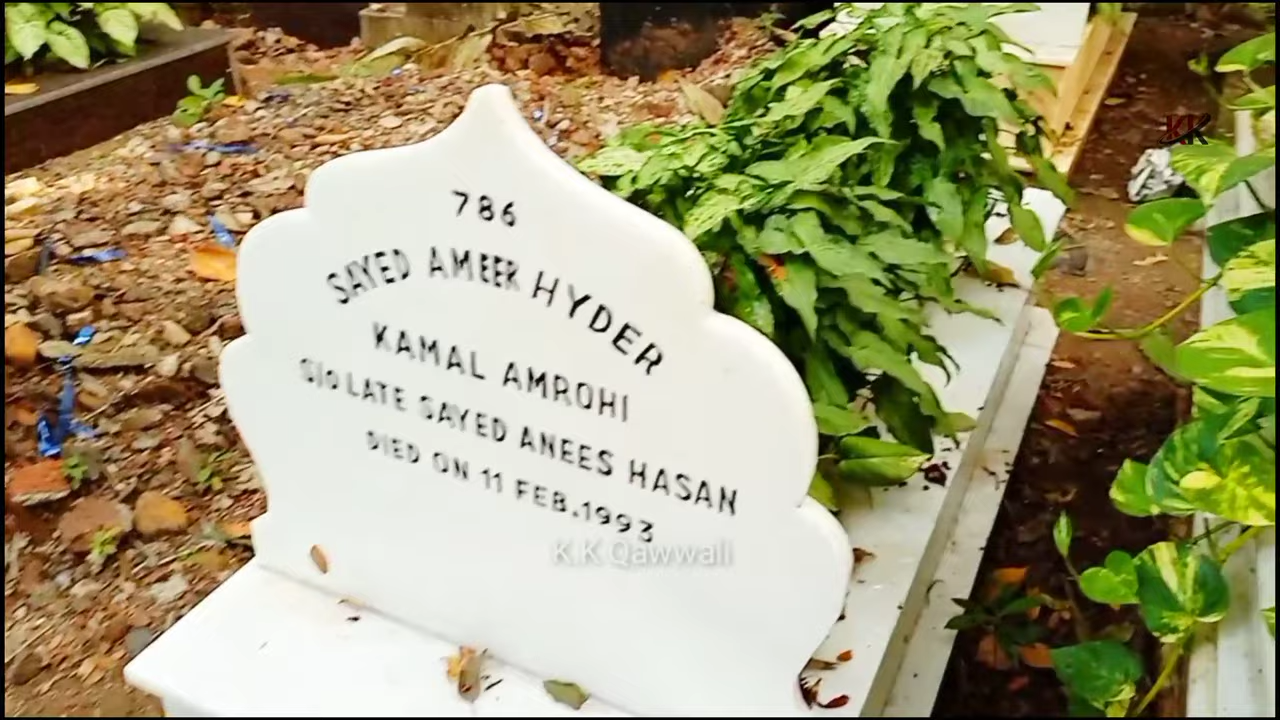 786
SAYED AMEER HYDER
KAMAL AMROHI
S/o LATE SAYED ANEES HASAN
DIED ON 11 FEB.1993
K.K Qawwali
KK